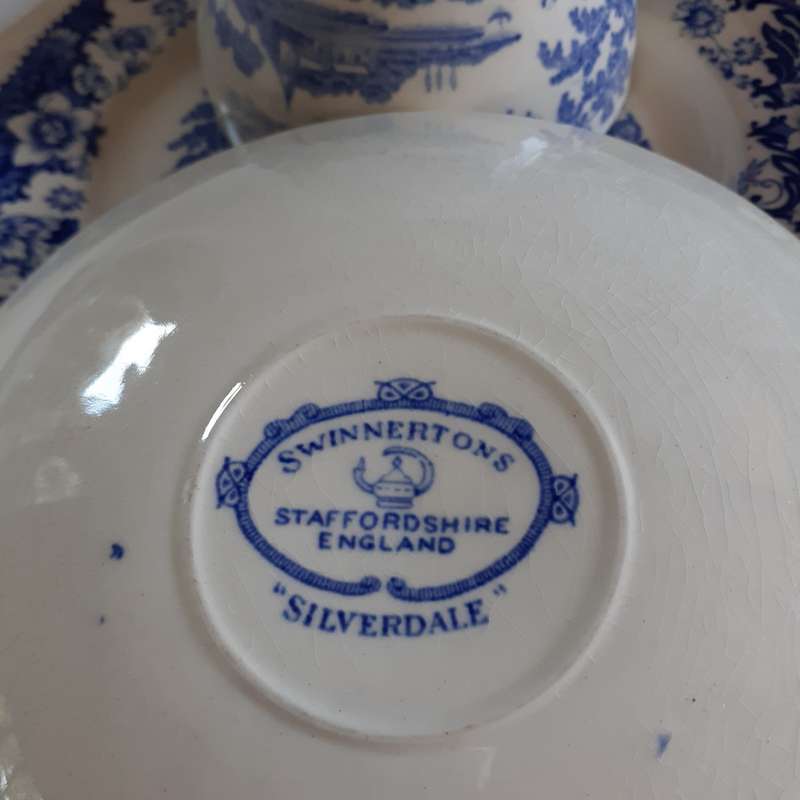 SWINNERTONS
STAFFORDSHIRE
ENGLAND
"SILVERDALE"